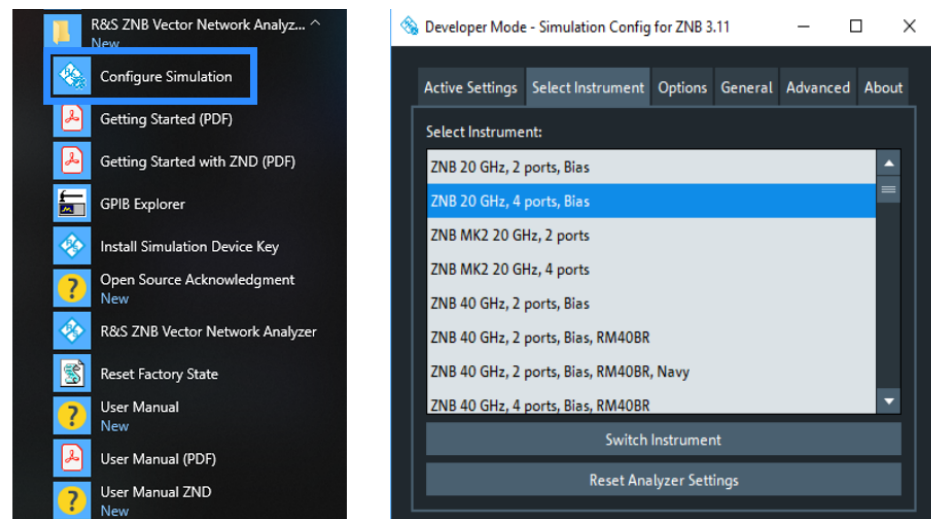 R&S ZNB Vector Network Analyz...
New
Configure Simulation
Getting Started (PDF)
Getting Started with ZND (PDF)
GPIB Explorer
Install Simulation Device Key
Open Source Acknowledgment
New
R&S ZNB Vector Network Analyzer
Reset Factory State
User Manual
New
User Manual (PDF)
User Manual ZND
New
Developer Mode - Simulation Config for ZNB 3.11
Active Settings Select Instrument Options General Advanced About
Select Instrument:
ZNB 20 GHz, 2 ports, Bias
ZNB 20 GHz, 4 ports, Bias
ZNB MK2 20 GHz, 2 ports
ZNB MK2 20 GHz, 4 ports
ZNB 40 GHz, 2 ports, Bias
ZNB 40 GHz, 2 ports, Bias, RM40BR
ZNB 40 GHz, 2 ports, Bias, RM40BR, Navy
ZNB 40 GHz, 4 ports, Bias, RM40BR
Switch Instrument
Reset Analyzer Settings